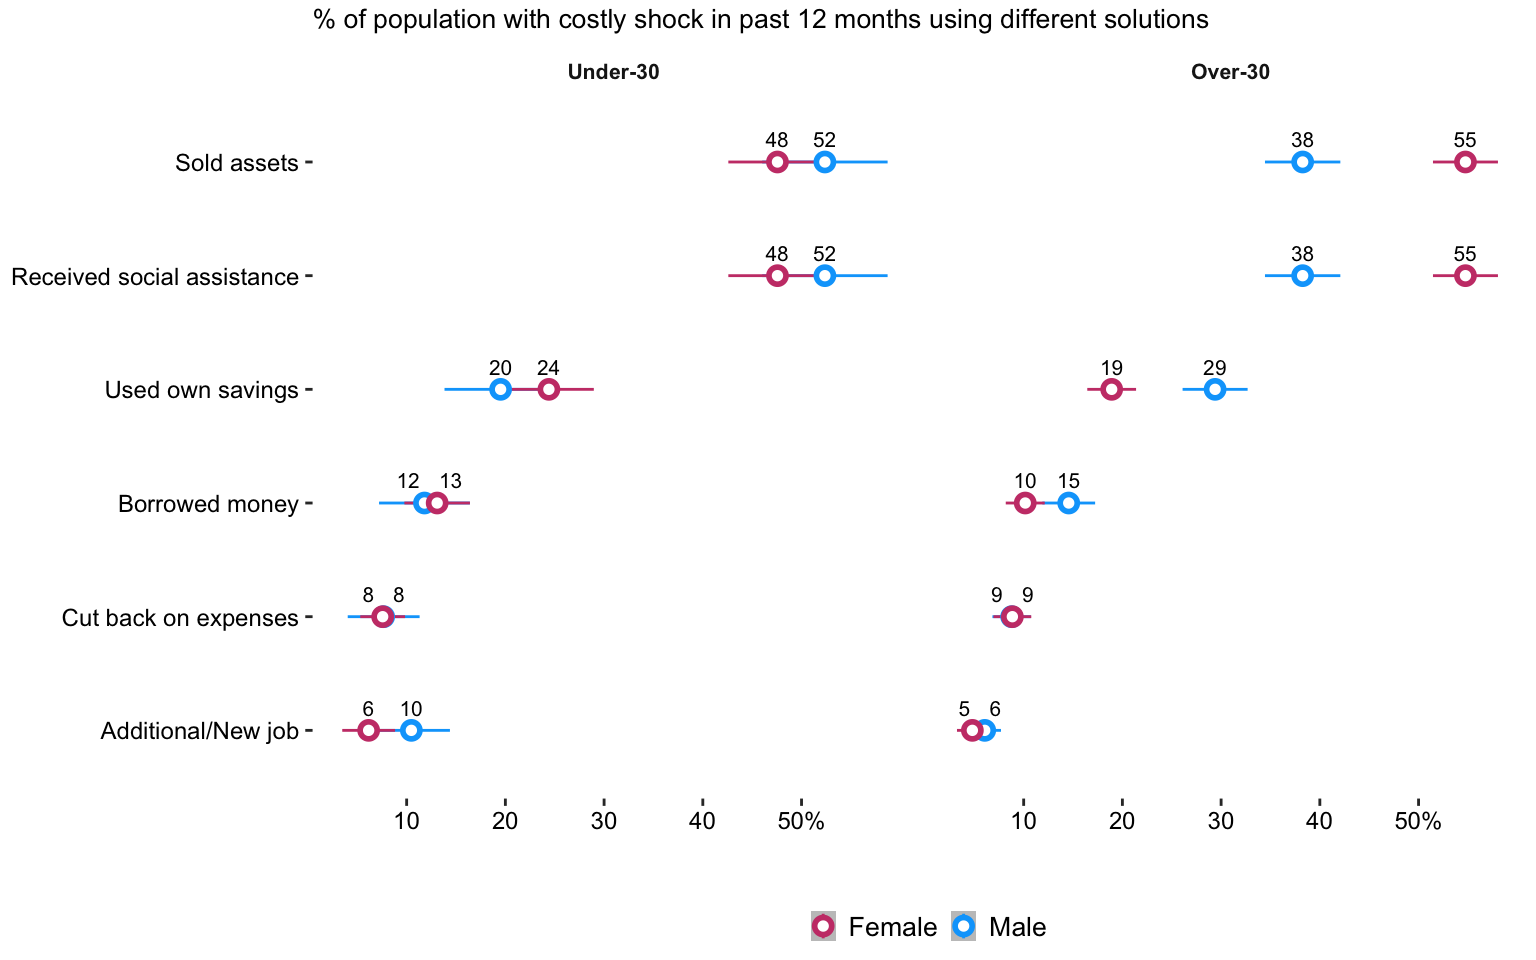 % of population with costly shock in past 12 months using different solutions
Under-30 Over-30
48 52 38 55
Sold assets
48 52 38 55
Received social assistance
20 24 19 29
Used own savings
12 13 10 15
Borrowed money
8 8 9 9
Cut back on expenses
6 10 5 6
Additional/New job
10 20 30 40 50% 10 20 30 40 50%
Female Male